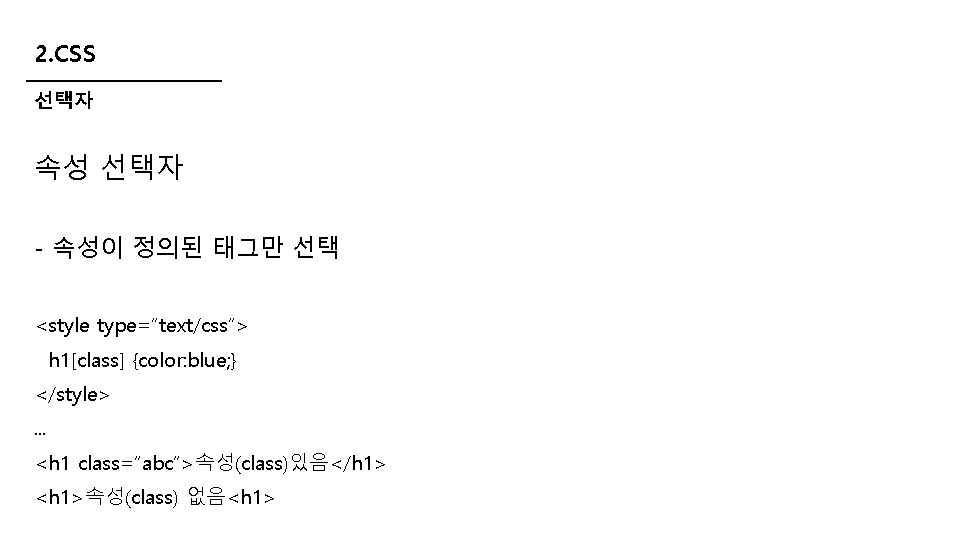 2.CSS
선택자
속성 선택자
- 속성이 정의된 태그만 선택
<style type=”text/css”>
h1[class] {color:blue;}
</style>
...
<h1 class=”abc”>속성(class)있음</h1>
<h1>속성(class) 없음<h1>